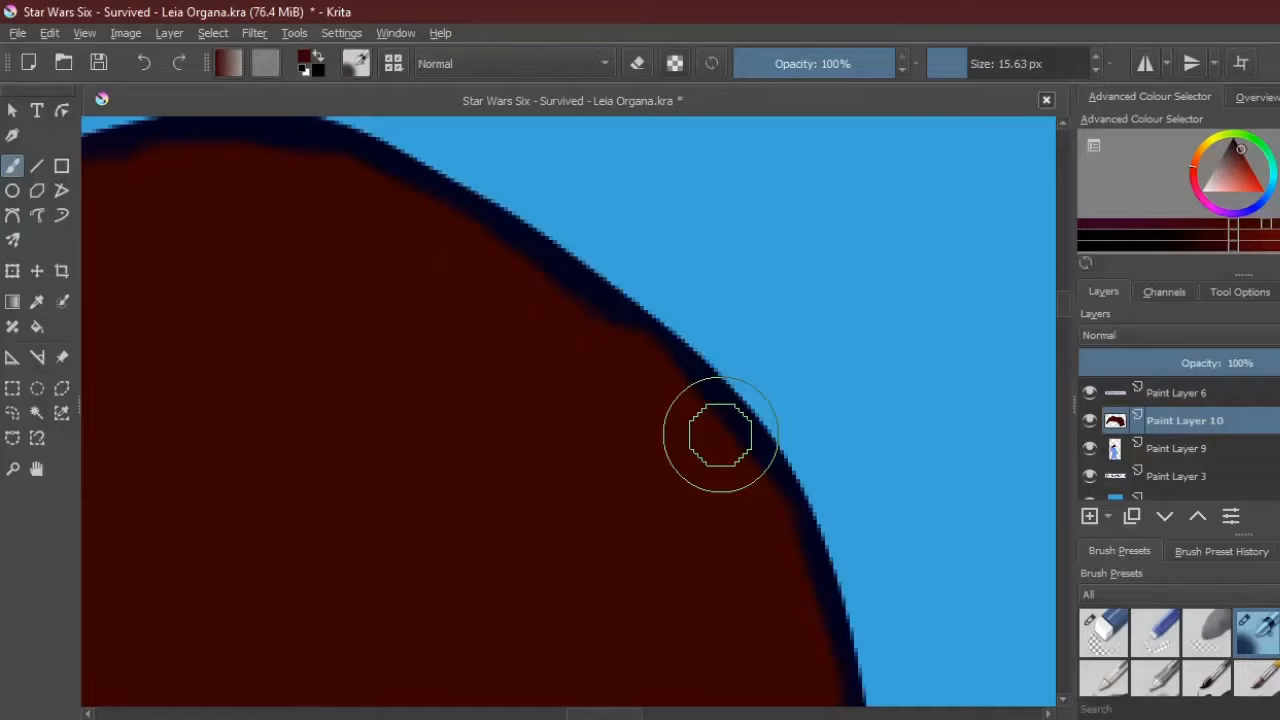 Star Wars Six - Survived - Leia Organa.kra (76.4 MiB) * - Krita
File Edit View Image Layer Select Filter Tools Settings Window Help
Normal Opacity: 100% Size: 15.63 px
Star Wars Six - Survived - Leia Organa.kra *
Advanced Colour Selector Overview
Advanced Colour Selector
Layers Channels Tool Options
Layers
Normal
Opacity: 100%
Paint Layer 6
Paint Layer 10
Paint Layer 9
Paint Layer 3
Brush Presets Brush Preset History
Brush Presets
All
Search